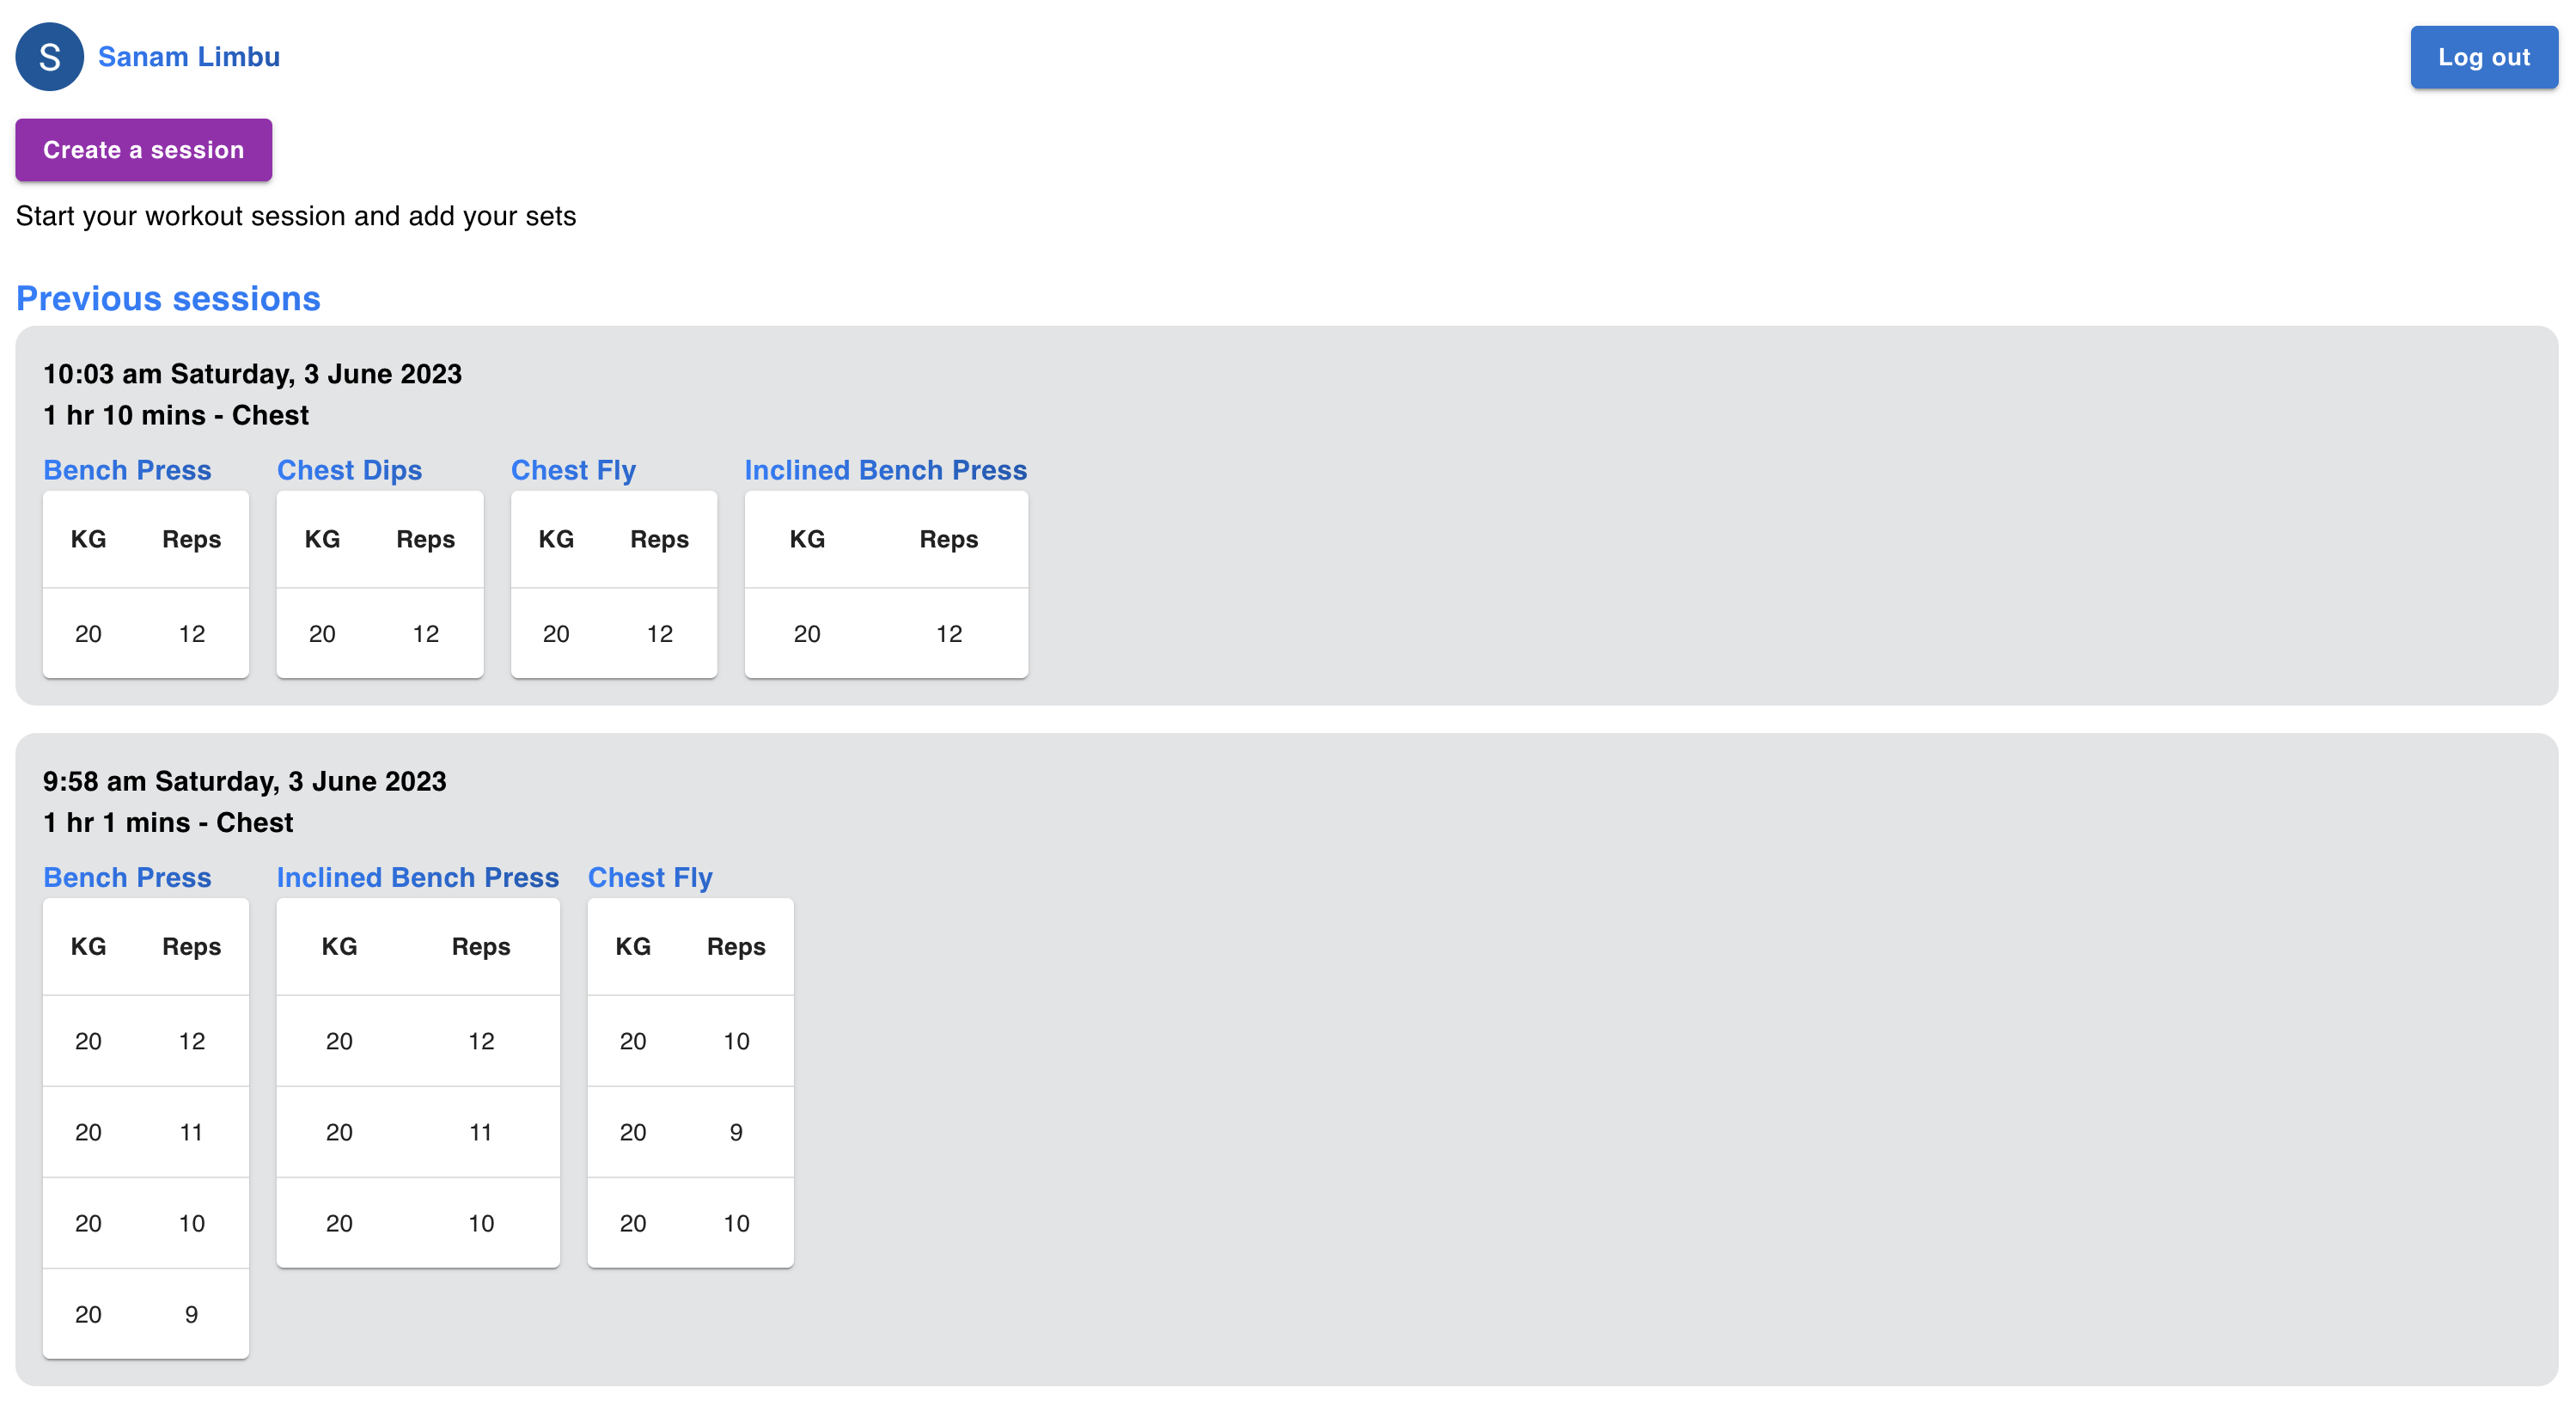 S Sanam Limbu Log out
Create a session
Start your workout session and add your sets
Previous sessions
10:03 am Saturday, 3 June 2023
1 hr 10 mins - Chest
Bench Press Chest Dips Chest Fly Inclined Bench Press
KG Reps KG Reps KG Reps KG Reps
20 12 20 12 20 12 20 12
9:58 am Saturday, 3 June 2023
1 hr 1 mins - Chest
Bench Press Inclined Bench Press Chest Fly
KG Reps KG Reps KG Reps
20 12 20 12 20 10
20 11 20 11 20 9
20 10 20 10 20 10
20 9